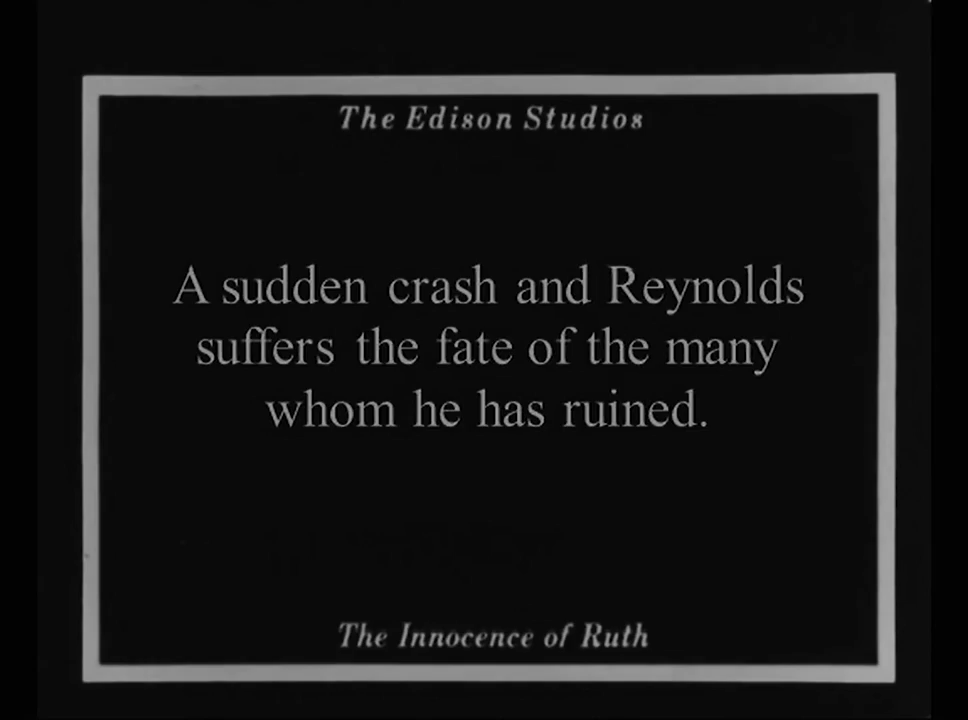 The Edison Studios
A sudden crash and Reynolds
suffers the fate of the many
whom he has ruined.
The Innocence of Ruth